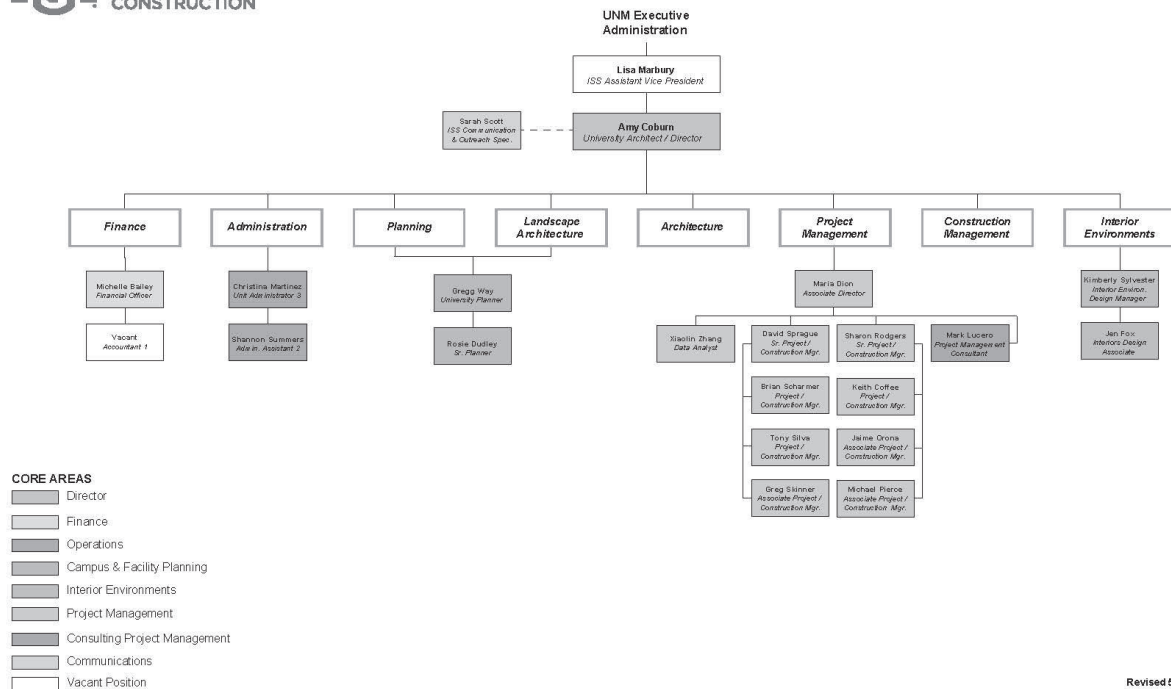 CONSTRUCTION
UNM Executive
Administration
Lisa Marbury
ISS Assistant Vice President
Sarah Scott
ISS Communication
& Outreach Spec.
Amy Coburn
University Architect / Director
Finance
Administration
Planning
Landscape
Architecture
Architecture
Project
Management
Construction
Management
Interior
Environments
Michelle Bailey
Financial Officer
Vacant
Accountant 1
Christina Martinez
Unit Administrator 3
Shannon Summers
Admin. Assistant 2
Gregg Way
University Planner
Rosie Dudley
Sr. Planner
Maria Dion
Associate Director
Xiaolin Zhang
Data Analyst
David Sprague
Sr. Project /
Construction Mgr.
Sharon Rodgers
Sr. Project /
Construction Mgr.
Mark Lucero
Project Management
Consultant
Brian Scharmer
Project /
Construction Mgr.
Keith Coffee
Project /
Construction Mgr.
Tony Silva
Project /
Construction Mgr.
Jaime Orona
Associate Project /
Construction Mgr.
Greg Skinner
Associate Project /
Construction Mgr.
Michael Pierce
Associate Project /
Construction Mgr.
Kimberly Sylvester
Interior Environ.
Design Manager
Jen Fox
Interiors Design
Associate
CORE AREAS
Director
Finance
Operations
Campus & Facility Planning
Interior Environments
Project Management
Consulting Project Management
Communications
Vacant Position
Revised